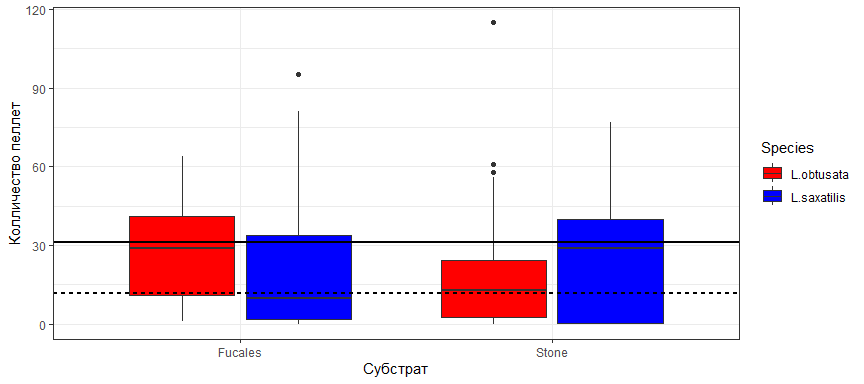 Колличество пеллет
120
90
60
30
0
Fucales
Stone
Субстрат
Species
L.obtusata
L.saxatilis